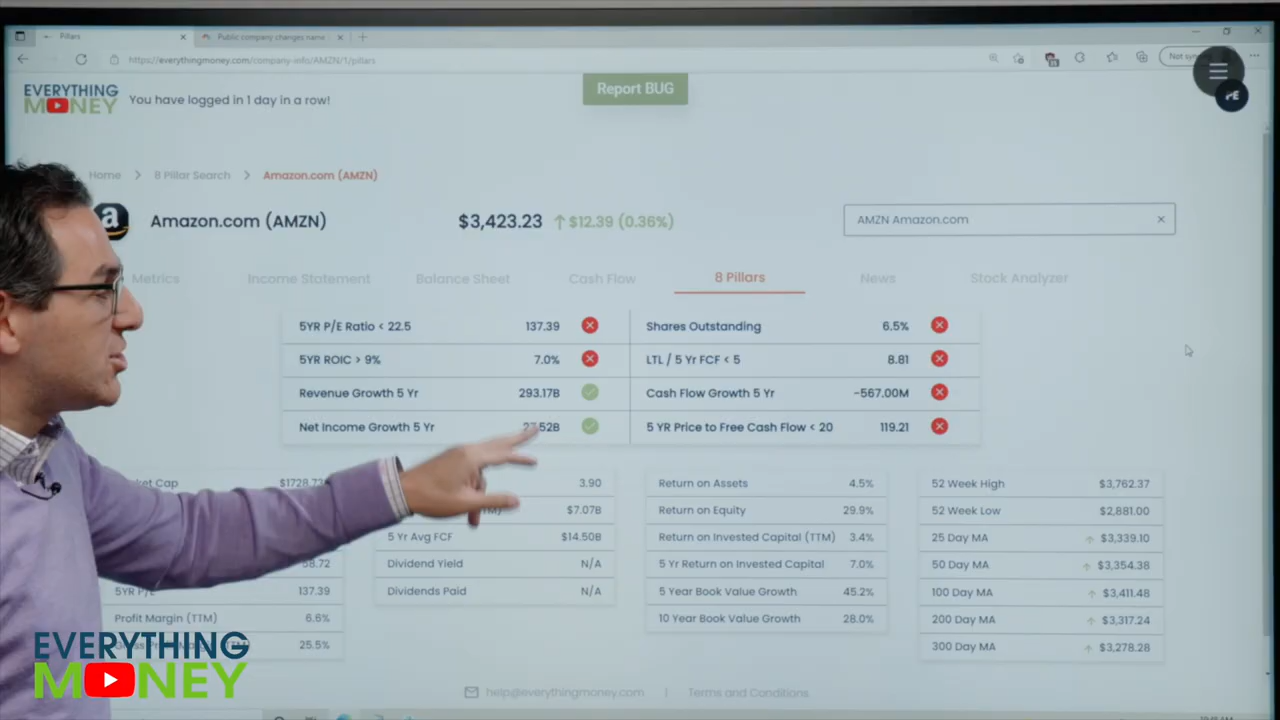 Pillars
Public company changes name
https://everythingmoney.com/company-info/AMZN/1/pillars
EVERYTHING
MONEY
You have logged in 1 day in a row!
Report BUG
PE
Home > 8 Pillar Search > Amazon.com (AMZN)
Amazon.com (AMZN)
$3,423.23
$12.39 (0.36%)
AMZN Amazon.com
Metrics
Income Statement
Balance Sheet
Cash Flow
8 Pillars
News
Stock Analyzer
5YR P/E Ratio < 22.5 137.39
Shares Outstanding 6.5%
5YR ROIC > 9% 7.0%
LTL / 5 Yr FCF < 5 8.81
Revenue Growth 5 Yr 293.17B
Cash Flow Growth 5 Yr -567.00M
Net Income Growth 5 Yr
5 YR Price to Free Cash Flow < 20 119.21
Cap
3.90
$7.07B
5 Yr Avg FCF $14.50B
Dividend Yield N/A
Dividends Paid N/A
58.72
5YR P/E 137.39
Profit Margin (TTM) 6.6%
25.5%
Return on Assets 4.5%
Return on Equity 29.9%
Return on Invested Capital (TTM) 3.4%
5 Yr Return on Invested Capital 7.0%
5 Year Book Value Growth 45.2%
10 Year Book Value Growth 28.0%
52 Week High $3,762.37
52 Week Low $2,881.00
25 Day MA $3,339.10
50 Day MA $3,354.38
100 Day MA $3,411.48
200 Day MA $3,317.24
300 Day MA $3,278.28
EVERYTHING
MONEY
help@everythingmoney.com | Terms and Conditions